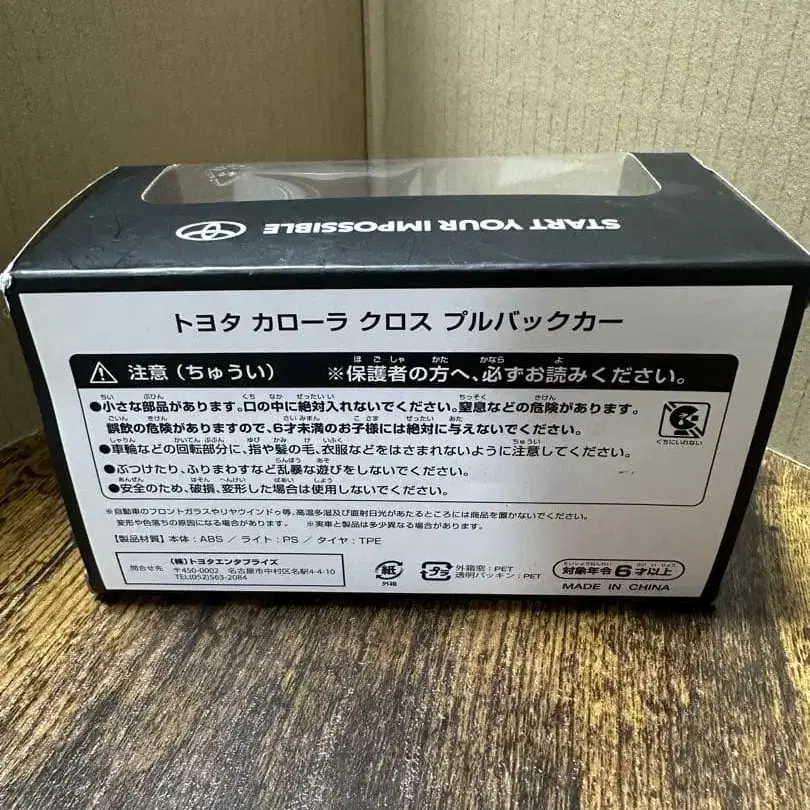 START YOUR IMPOSSIBLE
トヨタ カローラ クロス プルバックカー
注意（ちゅうい） ※保護者の方へ、必ずお読みください。
●小さな部品があります。口の中に絶対入れないでください。窒息などの危険があります。
誤飲の危険がありますので、6才未満のお子様には絶対に与えないでください。
●車輪などの回転部分に、指や髪の毛、衣服などをはさまれないように注意してください。
●ぶつけたり、ふりまわすなど乱暴な遊びをしないでください。
●安全のため、破損、変形した場合は使用しないでください。
くちにいれない
※自動車のフロントガラスやリヤウインドゥ等、高温多湿及び直射日光があたるところには商品を置かないでください。
変形や色落ちの原因になる場合があります。 ※実車と製品は多少異なる場合があります。
【製品材質】本体：ABS / ライト：PS / タイヤ：TPE
問合せ先
(株)トヨタエンタプライズ
〒450-0002 名古屋市中村区名駅4-4-10
TEL(052)563-2084
紙
外箱
プラ
外箱窓：PET
透明パッキン：PET
対象年令6才以上
MADE IN CHINA